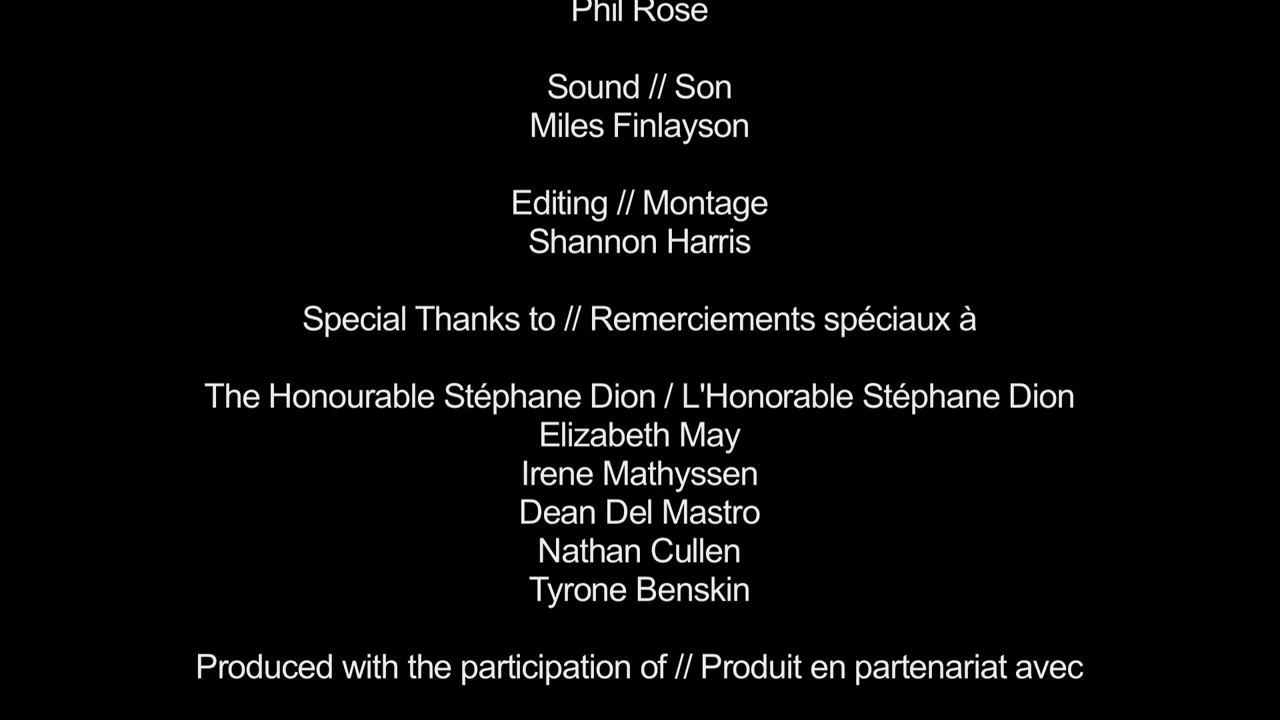 Phil Rose
Sound // Son
Miles Finlayson
Editing // Montage
Shannon Harris
Special Thanks to // Remerciements spéciaux à
The Honourable Stéphane Dion / L'Honorable Stéphane Dion
Elizabeth May
Irene Mathyssen
Dean Del Mastro
Nathan Cullen
Tyrone Benskin
Produced with the participation of // Produit en partenariat avec